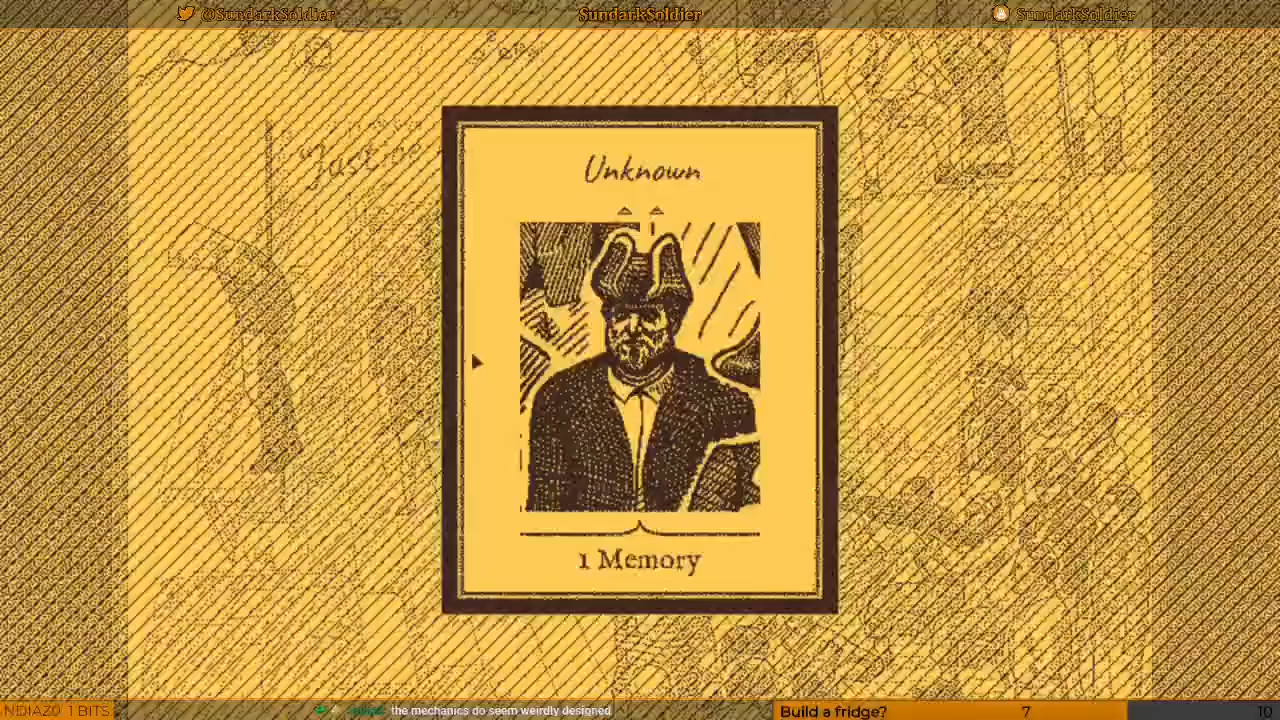 @SundarkSoldier
SundarkSoldier
SundarkSoldier
Unknown
1 Memory
NDIAZ0 1 BITS
the mechanics do seem weirdly designed
Build a fridge?
7
10